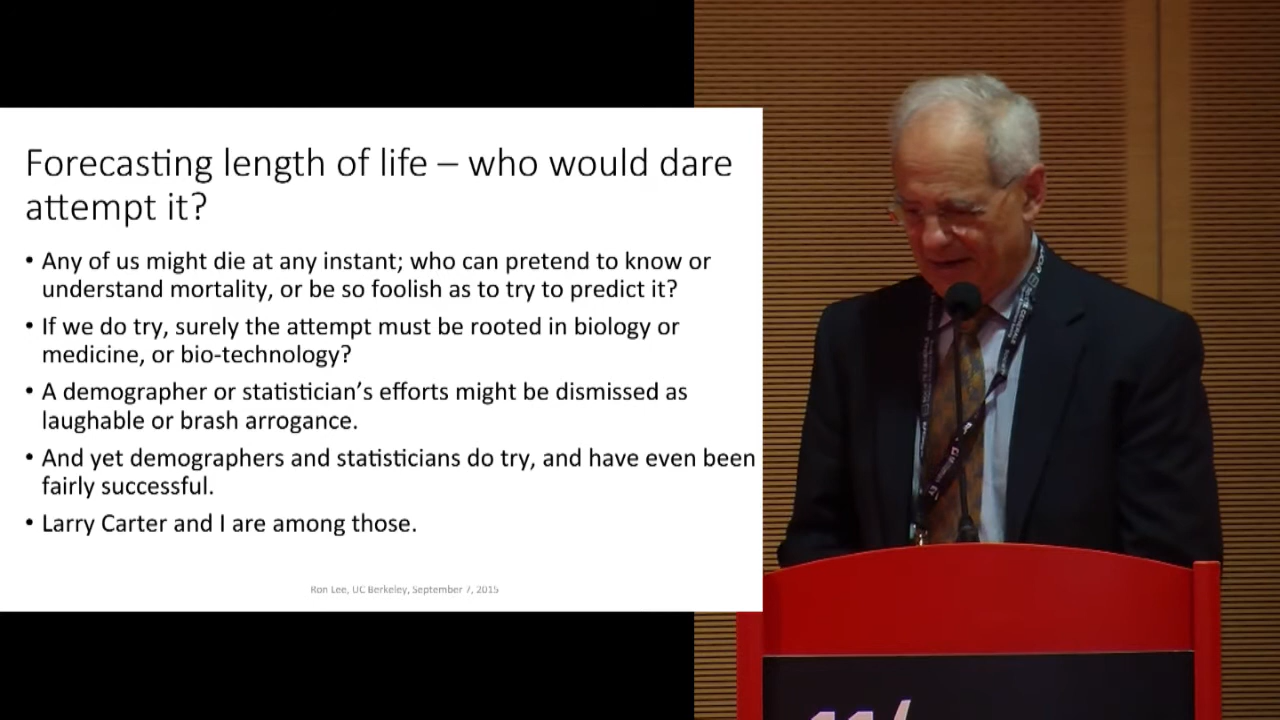 Forecasting length of life – who would dare
attempt it?
• Any of us might die at any instant; who can pretend to know or
understand mortality, or be so foolish as to try to predict it?
• If we do try, surely the attempt must be rooted in biology or
medicine, or bio-technology?
• A demographer or statistician's efforts might be dismissed as
laughable or brash arrogance.
• And yet demographers and statisticians do try, and have even been
fairly successful.
• Larry Carter and I are among those.
Ron Lee, UC Berkeley, September 7, 2015